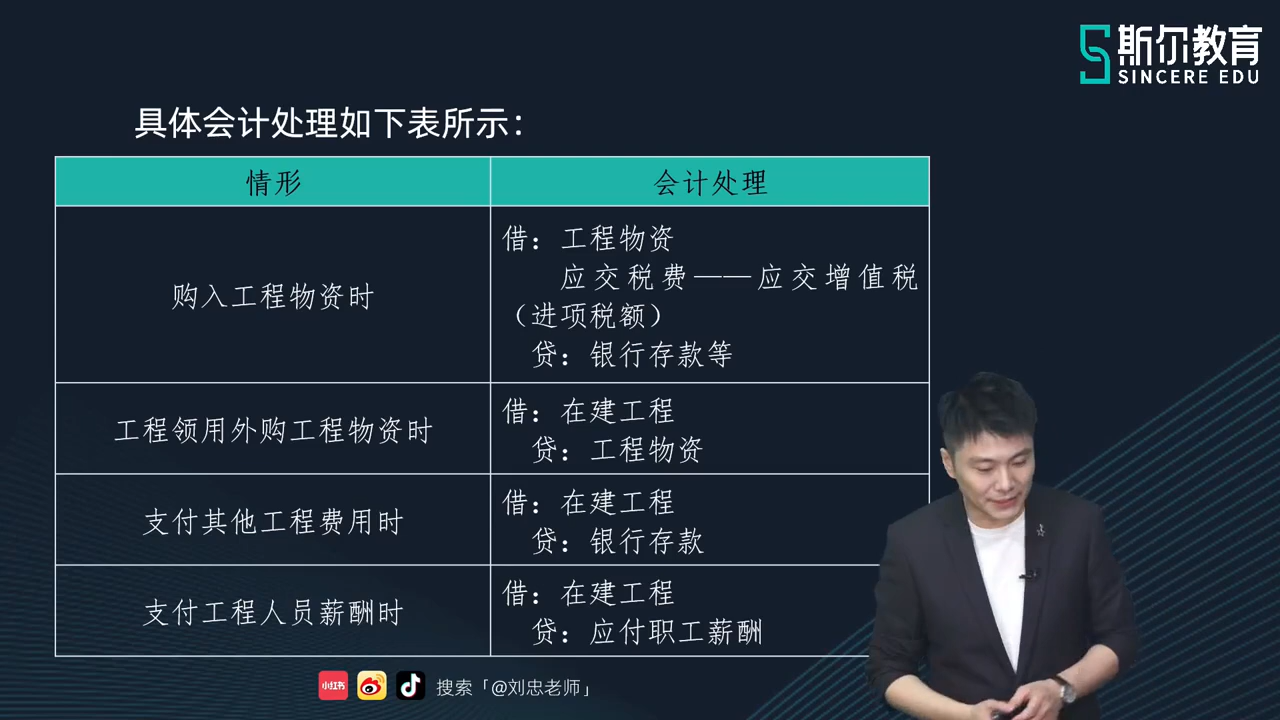 斯尔教育
SINCERE EDU
具体会计处理如下表所示：
情形
会计处理
购入工程物资时
借：工程物资
应交税费——应交增值税
（进项税额）
贷：银行存款等
工程领用外购工程物资时
借：在建工程
贷：工程物资
支付其他工程费用时
借：在建工程
贷：银行存款
支付工程人员薪酬时
借：在建工程
贷：应付职工薪酬
小红书
搜索「@刘忠老师」